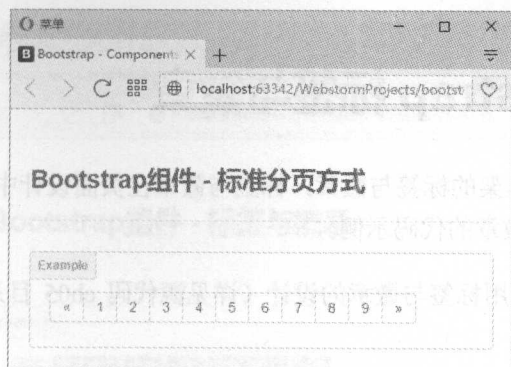 菜单
Bootstrap - Components
localhost:63342/WebstormProjects/bootst
Bootstrap组件 - 标准分页方式
Example
« 1 2 3 4 5 6 7 8 9 »